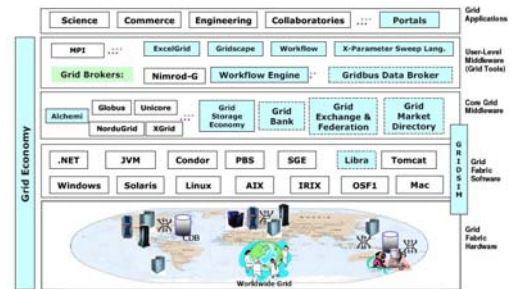 Science Commerce Engineering Collaboratories Portals
Grid Applications
MPI ExcelGrid Gridscape Workflow X-Parameter Sweep Lang.
Grid Brokers: Nimrod-G Workflow Engine Gridbus Data Broker
User-Level Middleware (Grid Tools)
Alchemi Globus Unicore NorduGrid XGrid
Grid Storage Economy
Grid Bank
Grid Exchange & Federation
Grid Market Directory
Core Grid Middleware
.NET JVM Condor PBS SGE Libra Tomcat
Windows Solaris Linux AIX IRIX OSF1 Mac
Grid Fabric Software
CDB
Worldwide Grid
Grid Fabric Hardware
Grid Economy
GRIDSIM